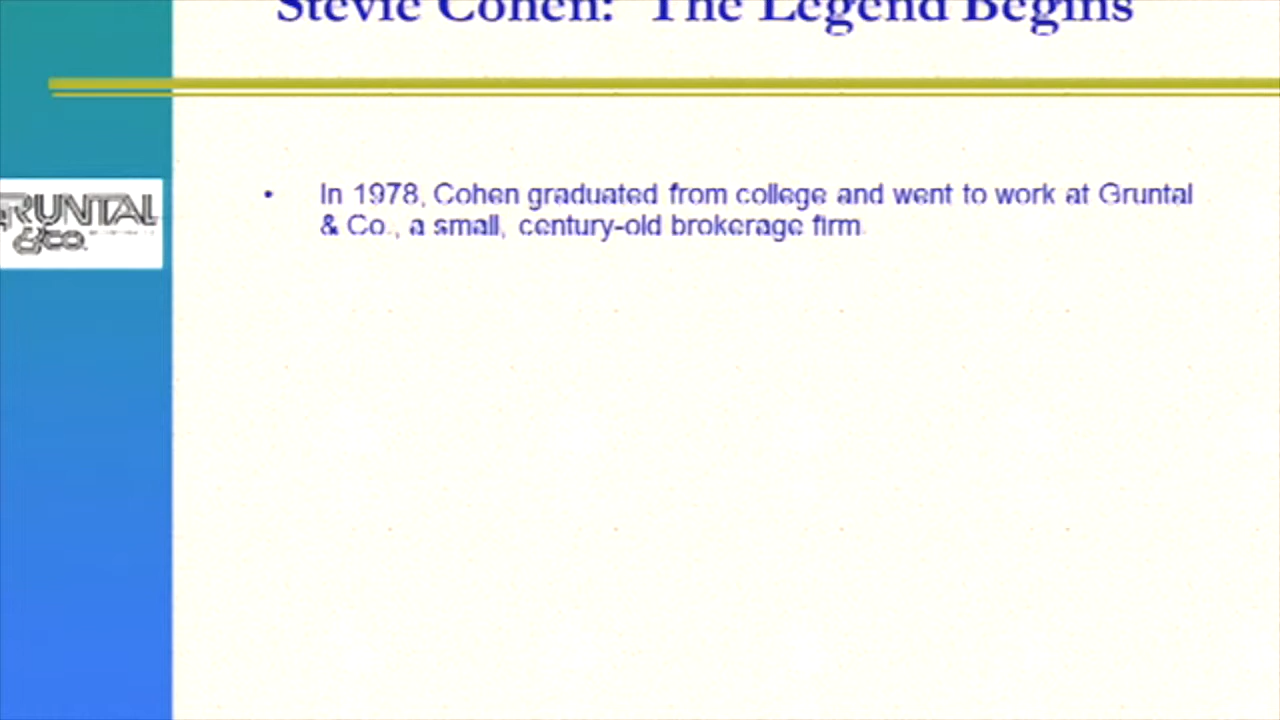 Stevie Cohen: The Legend Begins
GRUNTAL
& CO.
• In 1978, Cohen graduated from college and went to work at Gruntal
& Co., a small, century-old brokerage firm.